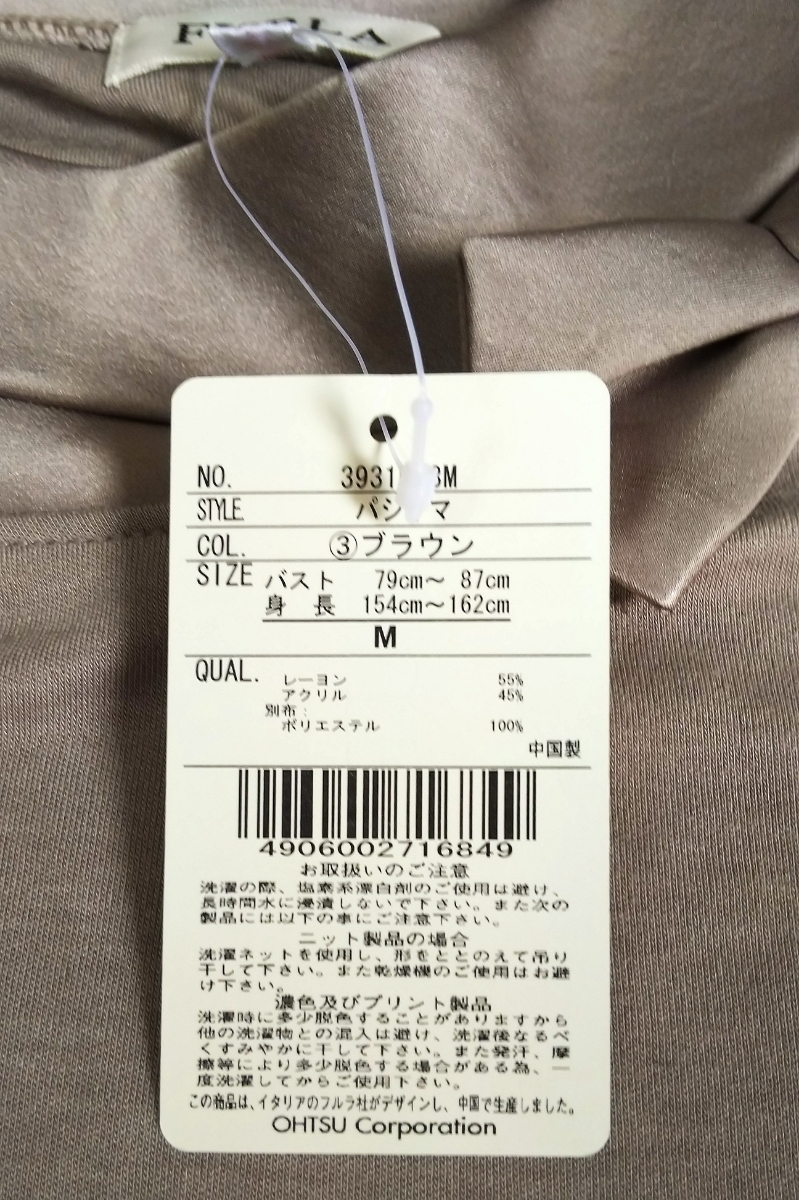 NO.
STYLE
COL. ③ブラウン
SIZE バスト 79cm～ 87cm
身 長 154cm～162cm
M
QUAL.
レーヨン 55%
アクリル 45%
別布:
ポリエステル 100%
中国製
4906002716849
お取扱いのご注意
洗濯の際、塩素系漂白剤のご使用は避け、
長時間水に浸漬しないで下さい。また次の
製品には以下の事にご注意下さい。
ニット製品の場合
洗濯ネットを使用し、形をととのえて吊り
干して下さい。また乾燥機のご使用はお避
け下さい。
濃色及びプリント製品
洗濯時に多少脱色することがありますから
他の洗濯物との混入は避け、洗濯後なるべ
くすみやかに干して下さい。また発汗、摩
擦等により多少脱色する場合がある為、一
度洗濯してからご使用下さい。
この商品は、イタリアのフルラ社がデザインし、中国で生産しました。
OHTSU Corporation